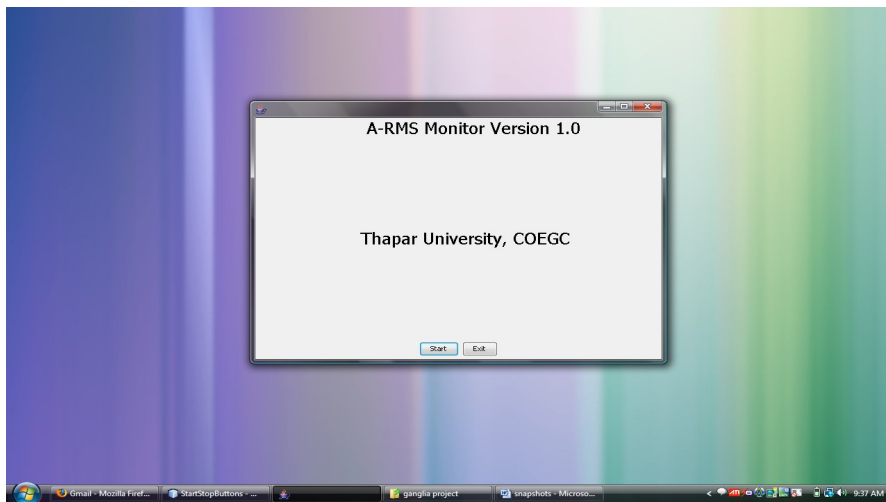 A-RMS Monitor Version 1.0
Thapar University, COEGC
Start
Exit
Gmail - Mozilla Firef...
StartStopButtons - ...
ganglia project
snapshots - Microso...
9:37 AM